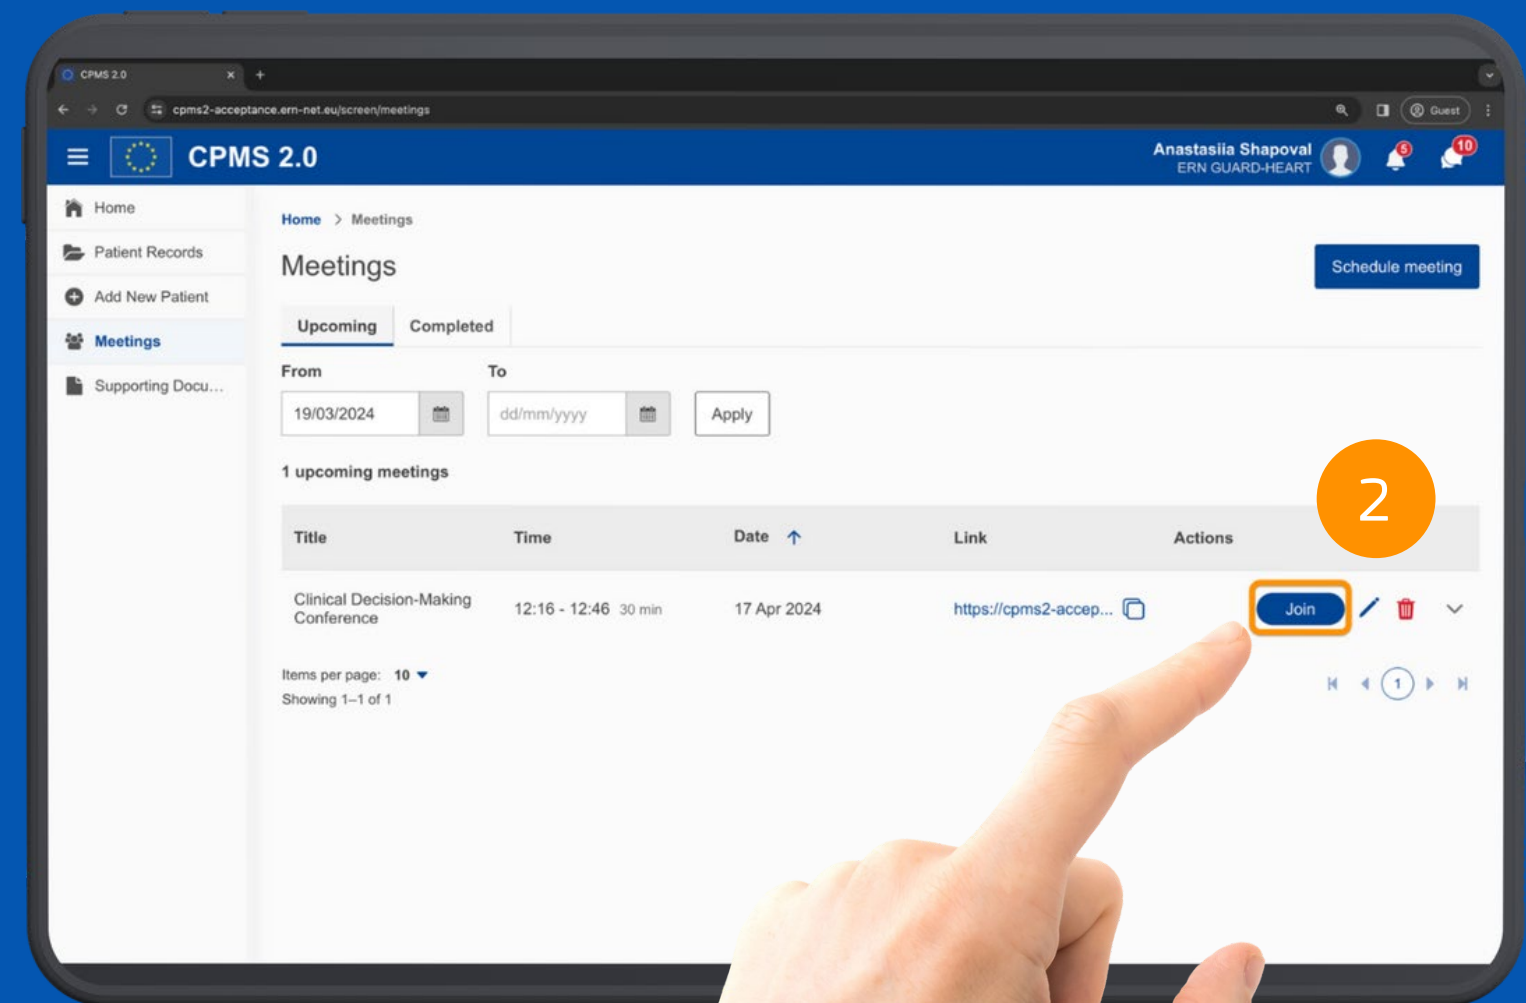 CPMS 2.0
cpms2-acceptance.ern-net.eu/screen/meetings
Guest
CPMS 2.0
Anastasiia Shapoval
ERN GUARD-HEART
5
10
Home
Patient Records
Add New Patient
Meetings
Supporting Docu...
Home > Meetings
Meetings
Schedule meeting
Upcoming Completed
From To
19/03/2024 dd/mm/yyyy Apply
1 upcoming meetings
2
Title Time Date Link Actions
Clinical Decision-Making
Conference
12:16 - 12:46 30 min 17 Apr 2024 https://cpms2-accep... Join
Items per page: 10
Showing 1–1 of 1
1